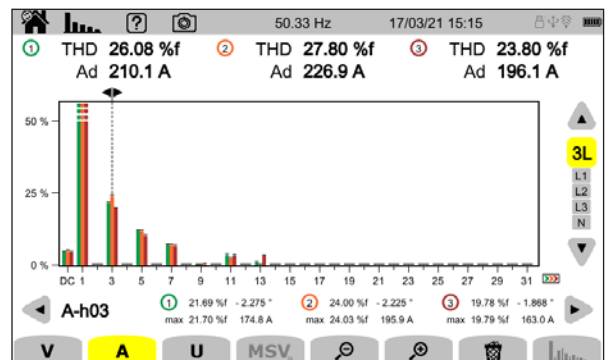 ? 50.33 Hz 17/03/21 15:15
1 THD 26.08 %f 2 THD 27.80 %f 3 THD 23.80 %f
Ad 210.1 A Ad 226.9 A Ad 196.1 A
50 %
25 %
0 %
DC 1 3 5 7 9 11 13 15 17 19 21 23 25 27 29 31
3L
L1
L2
L3
N
A-h03
1 21.69 %f - 2.275 ° 2 24.00 %f - 2.225 ° 3 19.78 %f - 1.868 °
max 21.70 %f 174.8 A max 24.03 %f 195.9 A max 19.79 %f 163.0 A
V A U MSV